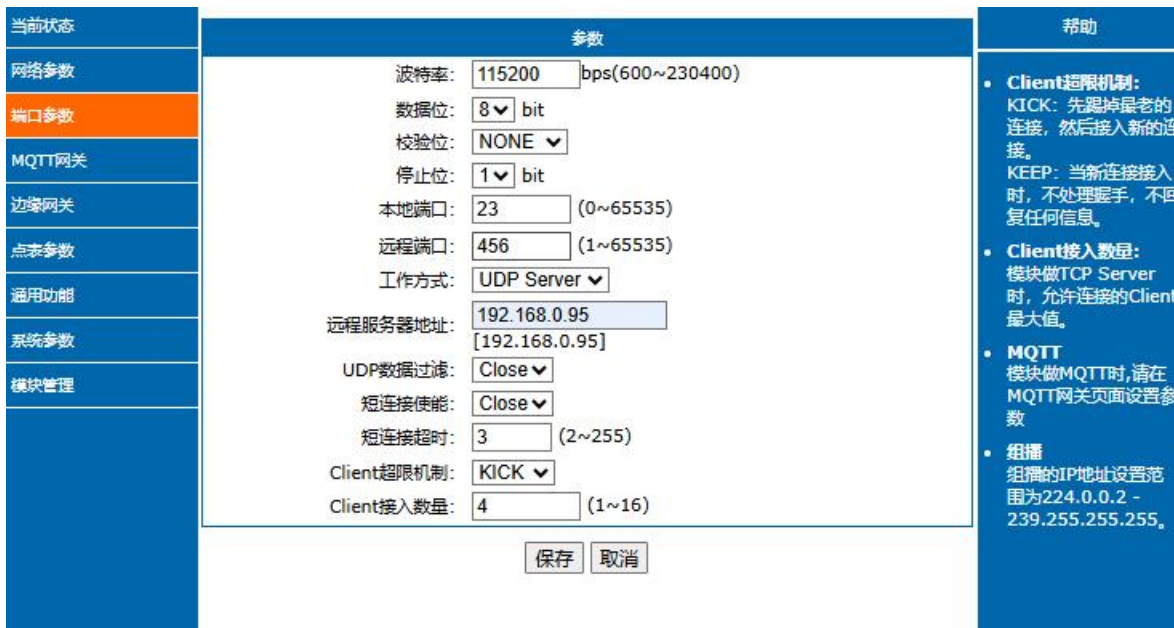 当前状态
网络参数
端口参数
MQTT网关
边缘网关
点表参数
通用功能
系统参数
模块管理
参数
波特率: 115200 bps(600~230400)
数据位: 8 bit
校验位: NONE
停止位: 1 bit
本地端口: 23 (0~65535)
远程端口: 456 (1~65535)
工作方式: UDP Server
远程服务器地址: 192.168.0.95
[192.168.0.95]
UDP数据过滤: Close
短连接使能: Close
短连接超时: 3 (2~255)
Client超限机制: KICK
Client接入数量: 4 (1~16)
保存 取消
帮助
Client超限机制:
KICK: 先踢掉最老的
连接, 然后接入新的连
接。
KEEP: 当新连接接入
时, 不处理握手, 不回
复任何信息。
Client接入数量:
模块做TCP Server
时, 允许连接的Client
最大值。
MQTT
模块做MQTT时,请在
MQTT网关页面设置参
数
组播
组播的IP地址设置范
围为224.0.0.2 -
239.255.255.255。